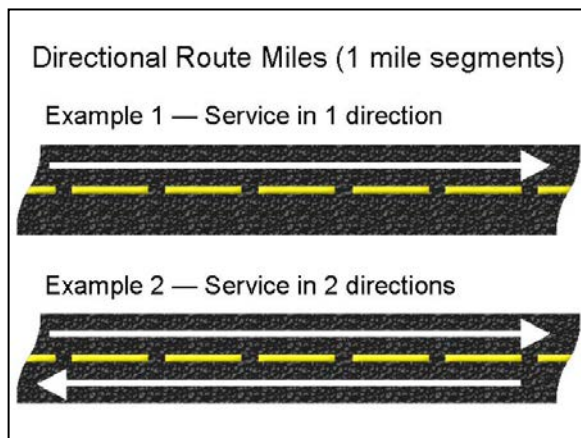 Directional Route Miles (1 mile segments)
Example 1 — Service in 1 direction
Example 2 — Service in 2 directions